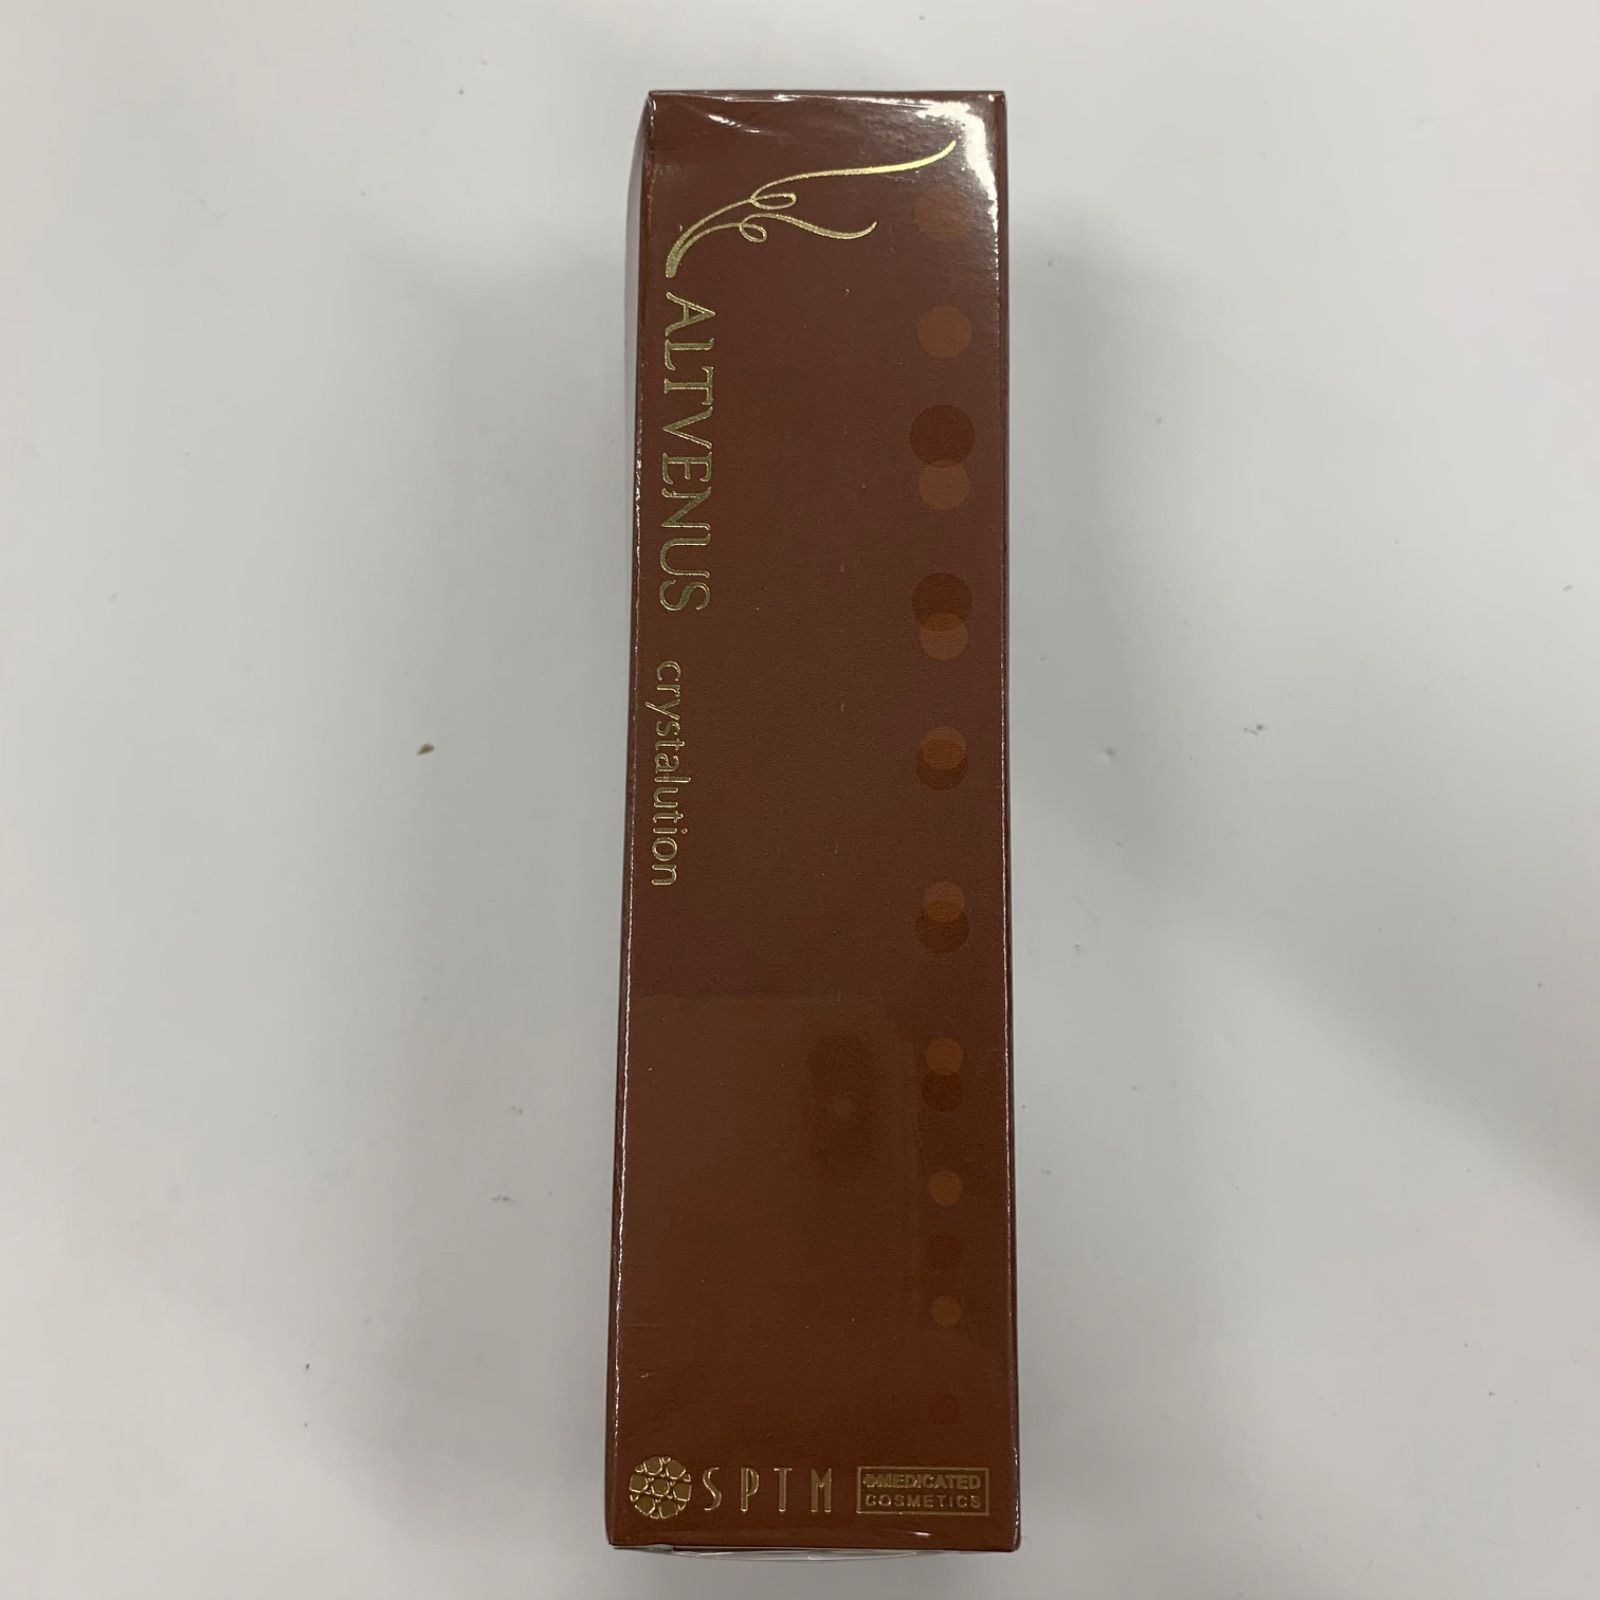 ALTVENUS crystalution
SPTM
MEDICATED
COSMETICS